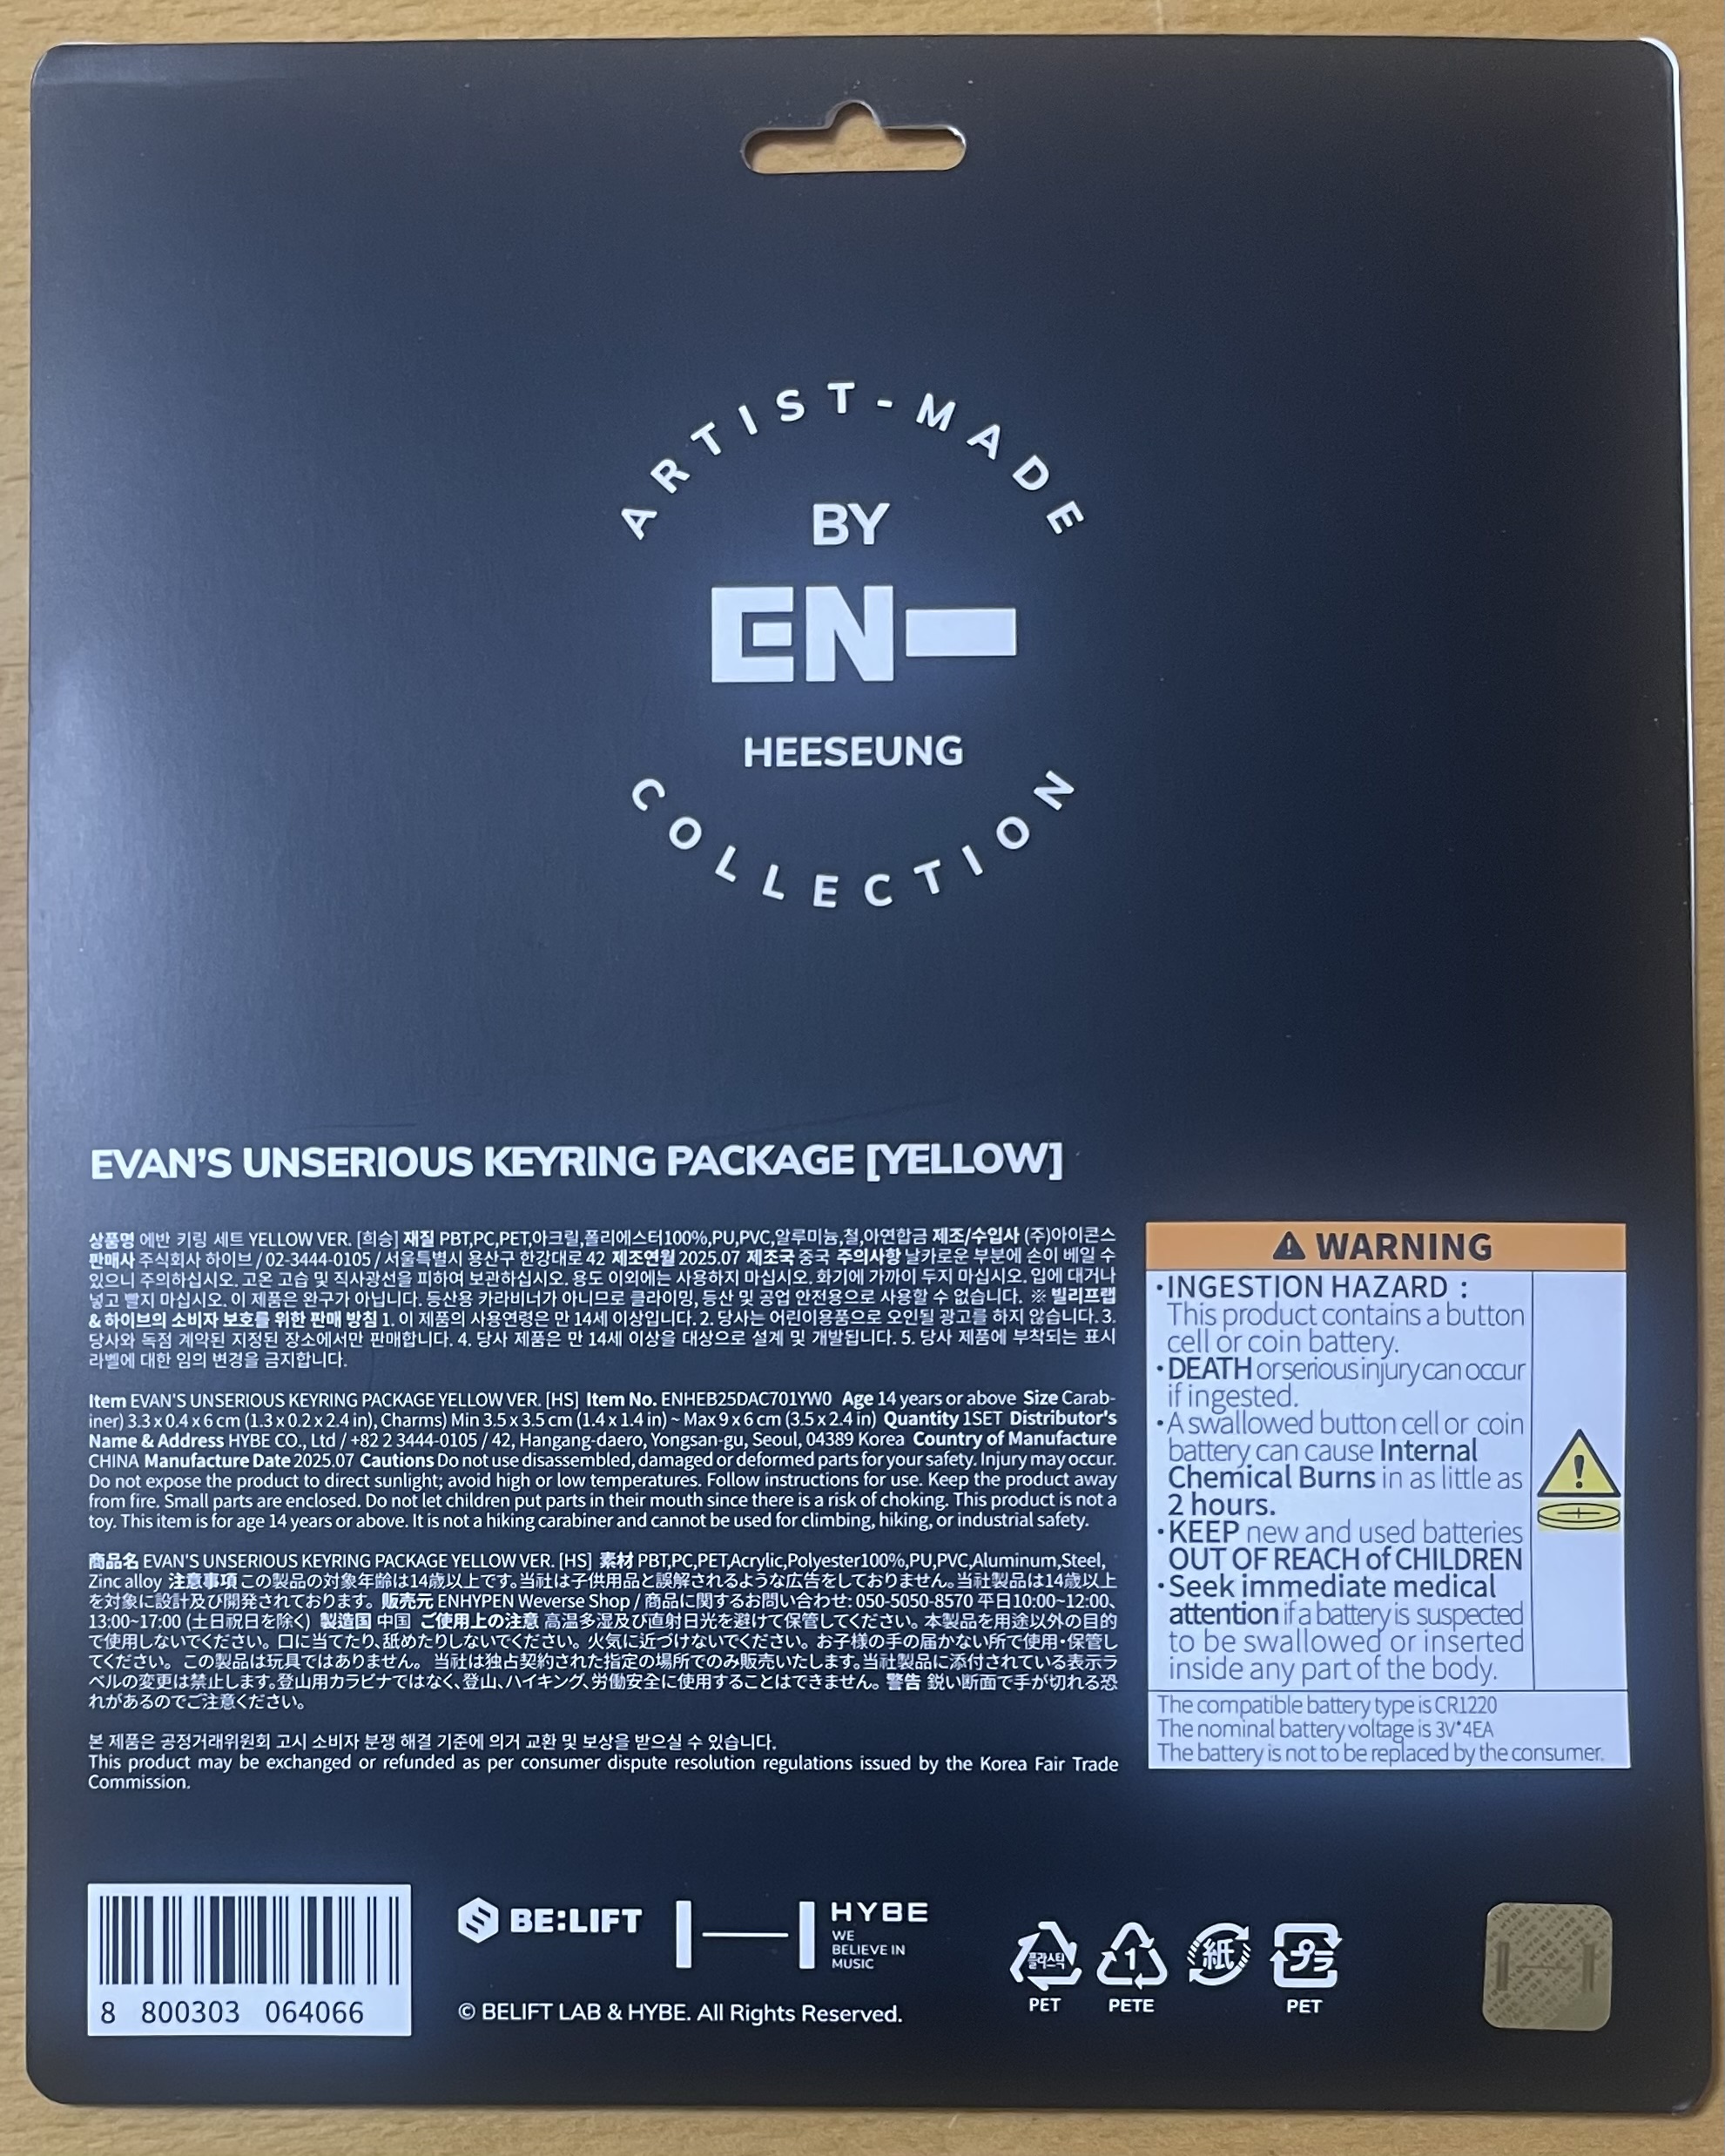 ARTIST-MADE
BY
EN-
HEESEUNG
COLLECTION
EVAN'S UNSERIOUS KEYRING PACKAGE [YELLOW]
상품명 에반 키링 세트 YELLOW VER. [희승] 재질 PBT,PC,PET,아크릴,폴리에스터100%,PU,PVC,알루미늄,철,아연합금 제조/수입사 (주)아이콘스
판매사 주식회사 하이브 / 02-3444-0105 / 서울특별시 용산구 한강대로 42 제조연월 2025.07 제조국 중국 주의사항 날카로운 부분에 손이 베일 수
있으니 주의하십시오. 고온 고습 및 직사광선을 피하여 보관하십시오. 용도 이외에는 사용하지 마십시오. 화기에 가까이 두지 마십시오. 입에 대거나
넣고 빨지 마십시오. 이 제품은 완구가 아닙니다. 등산용 카라비너가 아니므로 클라이밍, 등산 및 공업 안전용으로 사용할 수 없습니다. ※ 빌리프랩
& 하이브의 소비자 보호를 위한 판매 방침 1. 이 제품의 사용연령은 만 14세 이상입니다. 2. 당사는 어린이용품으로 오인될 광고를 하지 않습니다. 3.
당사와 독점 계약된 지정된 장소에서만 판매합니다. 4. 당사 제품은 만 14세 이상을 대상으로 설계 및 개발됩니다. 5. 당사 제품에 부착되는 표시
라벨에 대한 임의 변경을 금지합니다.
Item EVAN'S UNSERIOUS KEYRING PACKAGE YELLOW VER. [HS] Item No. ENHEB25DAC701YW0 Age 14 years or above Size Carab-
iner) 3.3 x 0.4 x 6 cm (1.3 x 0.2 x 2.4 in), Charms) Min 3.5 x 3.5 cm (1.4 x 1.4 in) ~ Max 9 x 6 cm (3.5 x 2.4 in) Quantity 1SET Distributor's
Name & Address HYBE CO., Ltd / +82 2 3444-0105 / 42, Hangang-daero, Yongsan-gu, Seoul, 04389 Korea Country of Manufacture
CHINA Manufacture Date 2025.07 Cautions Do not use disassembled, damaged or deformed parts for your safety. Injury may occur.
Do not expose the product to direct sunlight; avoid high or low temperatures. Follow instructions for use. Keep the product away
from fire. Small parts are enclosed. Do not let children put parts in their mouth since there is a risk of choking. This product is not a
toy. This item is for age 14 years or above. It is not a hiking carabiner and cannot be used for climbing, hiking, or industrial safety.
商品名 EVAN'S UNSERIOUS KEYRING PACKAGE YELLOW VER. [HS] 素材 PBT,PC,PET,Acrylic,Polyester100%,PU,PVC,Aluminum,Steel,
Zinc alloy 注意事項 この製品の対象年齢は14歳以上です。当社は子供用品と誤解されるような広告をしておりません。当社製品は14歳以上
を対象に設計及び開発されております。 販売元 ENHYPEN Weverse Shop / 商品に関するお問い合わせ: 050-5050-8570 平日10:00~12:00、
13:00~17:00 (土日祝日を除く) 製造国 中国 ご使用上の注意 高温多湿及び直射日光を避けて保管してください。本製品を用途以外の目的
で使用しないでください。口に当てたり、舐めたりしないでください。火気に近づけないでください。お子様の手の届かない所で使用・保管し
てください。この製品は玩具ではありません。 当社は独占契約された指定の場所でのみ販売いたします。当社製品に添付されている表示ラ
ベルの変更は禁止します。登山用カラビナではなく、登山、ハイキング、労働安全に使用することはできません。 警告 鋭い断面で手が切れる恐
れがあるのでご注意ください。
본 제품은 공정거래위원회 고시 소비자 분쟁 해결 기준에 의거 교환 및 보상을 받으실 수 있습니다.
This product may be exchanged or refunded as per consumer dispute resolution regulations issued by the Korea Fair Trade
Commission.
WARNING
•INGESTION HAZARD :
This product contains a button
cell or coin battery.
•DEATH or serious injury can occur
if ingested.
•A swallowed button cell or coin
battery can cause Internal
Chemical Burns in as little as
2 hours.
•KEEP new and used batteries
OUT OF REACH of CHILDREN
•Seek immediate medical
attention if a battery is suspected
to be swallowed or inserted
inside any part of the body.
The compatible battery type is CR1220
The nominal battery voltage is 3V*4EA
The battery is not to be replaced by the consumer.
8 800303 064066
BE:LIFT
HYBE
WE
BELIEVE IN
MUSIC
© BELIFT LAB & HYBE. All Rights Reserved.
플라스틱
PET
1
PETE
紙
プラ
PET